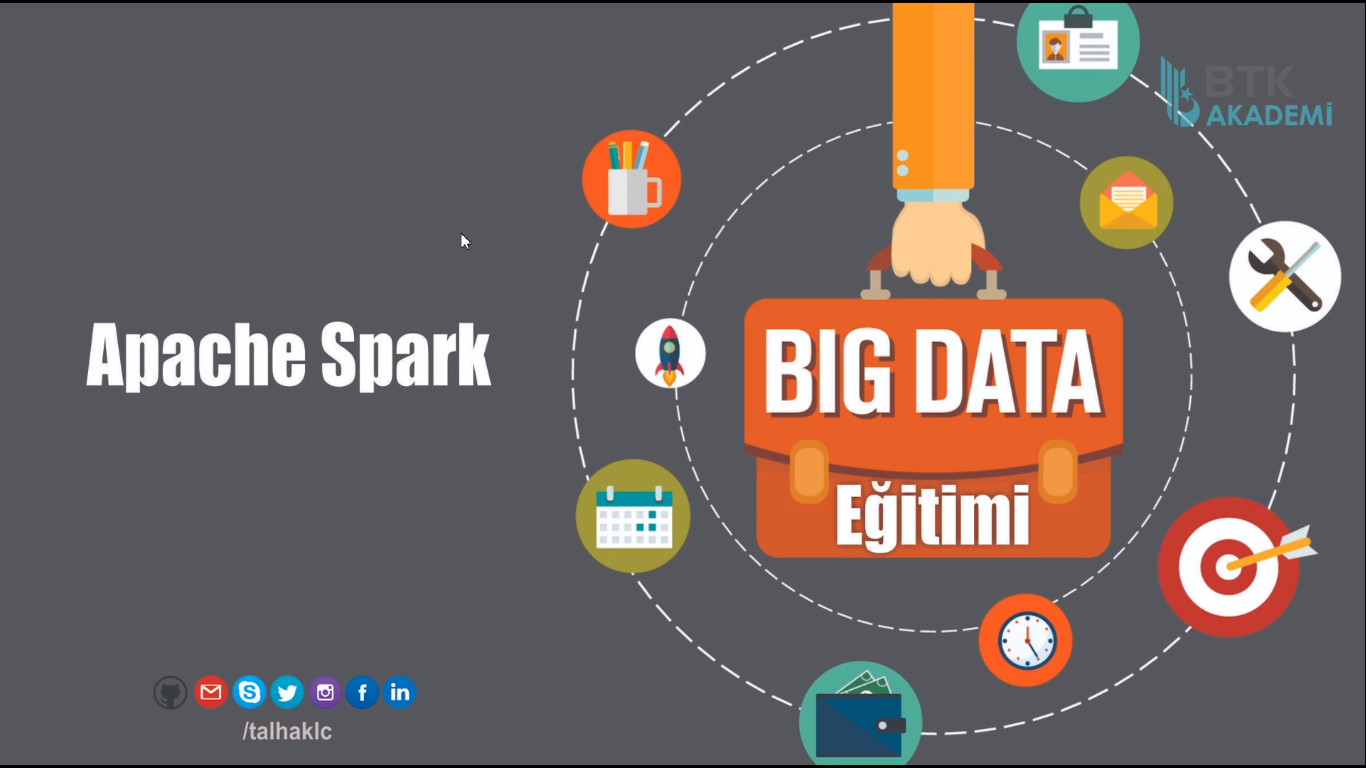 BTK
AKADEMİ
Apache Spark
BIG DATA
Eğitimi
/talhaklc